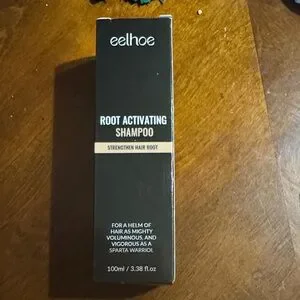 eelhoe
ROOT ACTIVATING
SHAMPOO
STRENGTHEN HAIR ROOT
FOR A HELM OF
HAIR AS MIGHTY
VOLUMINOUS, AND
VIGOROUS AS A
SPARTA WARRIOL
100ml / 3.38 fl.oz